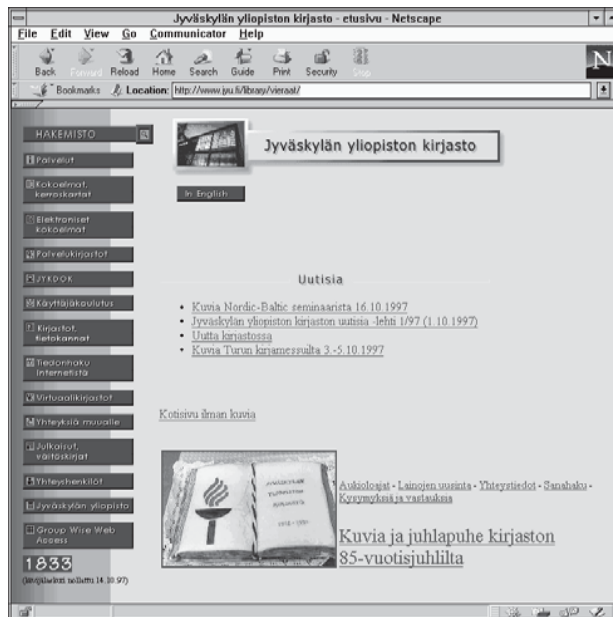 Jyväskylän yliopiston kirjasto - etusivu - Netscape
File Edit View Go Communicator Help
Back Forward Reload Home Search Guide Print Security Stop
N
Bookmarks Location: http://www.jyu.fi/library/vieraat/
HAKEMISTO
Palvelut
Kokoelmat,
kerroskartat
Elektroniset
kokoelmat
Palvelukirjastot
JYKDOK
Käyttäjäkoulutus
Kirjastot,
tietokannat
Tiedonhaku
Internetistä
Virtuaalikirjastot
Yhteyksiä muualle
Julkaisut,
väitöskirjat
Yhteyshenkilöt
Jyväskylän yliopisto
Group Wise Web
Access
1833
(kävijälaskuri nollattu 14.10.97)
Jyväskylän yliopiston kirjasto
In English
Uutisia
Kuvia Nordic-Baltic seminaarista 16.10.1997
Jyväskylän yliopiston kirjaston uutisia -lehti 1/97 (1.10.1997)
Uutta kirjastossa
Kuvia Turun kirjamessuilta 3.-5.10.1997
Kotisivu ilman kuvia
Aukioloajat - Lainojen uusinta - Yhteystiedot - Sanahaku -
Kysymyksiä ja vastauksia
Kuvia ja juhlapuhe kirjaston
85-vuotisjuhlilta